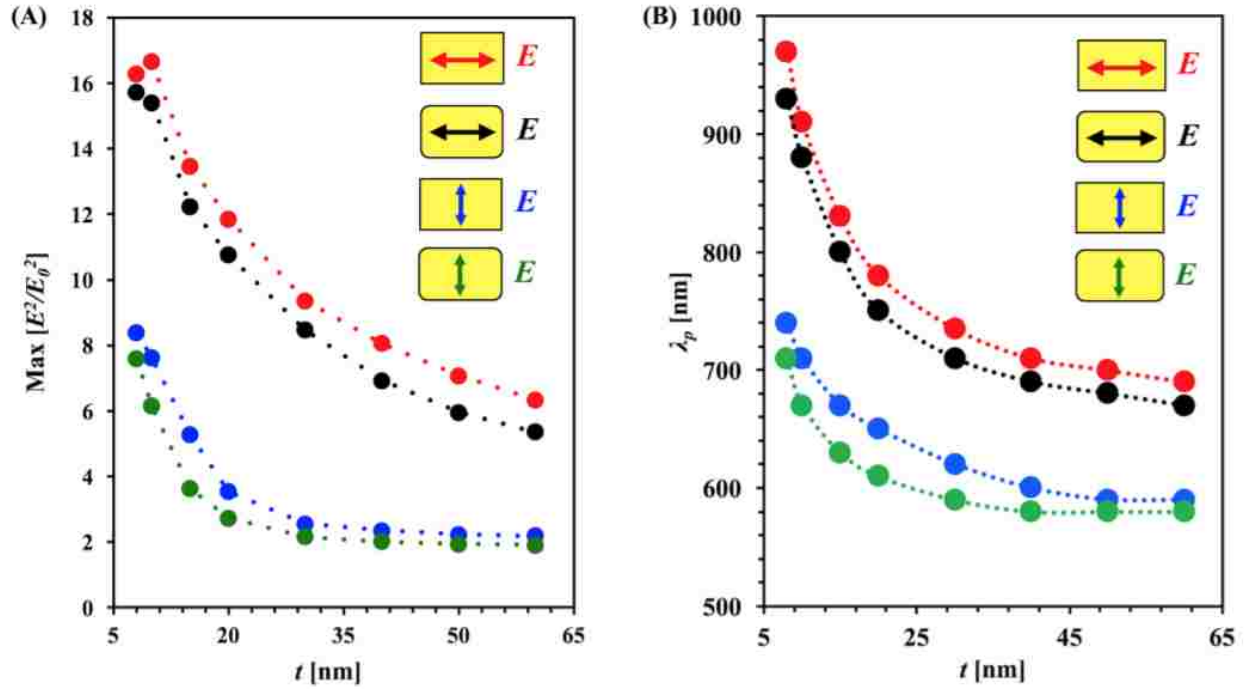 (A)
18
16
14
12
10
8
6
4
2
0
Max [E²/E₀²]
5 20 35 50 65
t [nm]
E
E
E
E
(B)
1000
900
800
700
600
500
λₚ [nm]
5 25 45 65
t [nm]
E
E
E
E